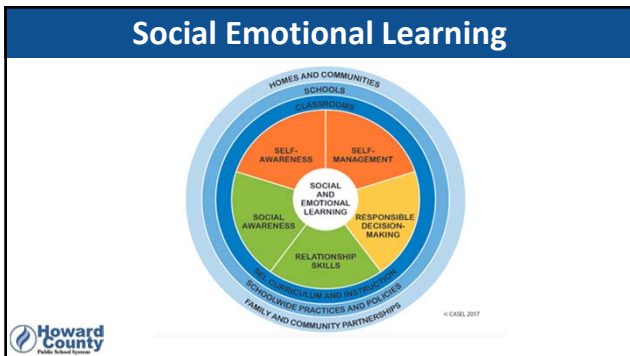 Social Emotional Learning
HOMES AND COMMUNITIES
SCHOOLS
CLASSROOMS
SELF-
AWARENESS
SELF-
MANAGEMENT
SOCIAL
AND
EMOTIONAL
LEARNING
SOCIAL
AWARENESS
RESPONSIBLE
DECISION-
MAKING
RELATIONSHIP
SKILLS
SEL CURRICULUM AND INSTRUCTION
SCHOOLWIDE PRACTICES AND POLICIES
FAMILY AND COMMUNITY PARTNERSHIPS
© CASEL 2017
Howard
County
Public School System